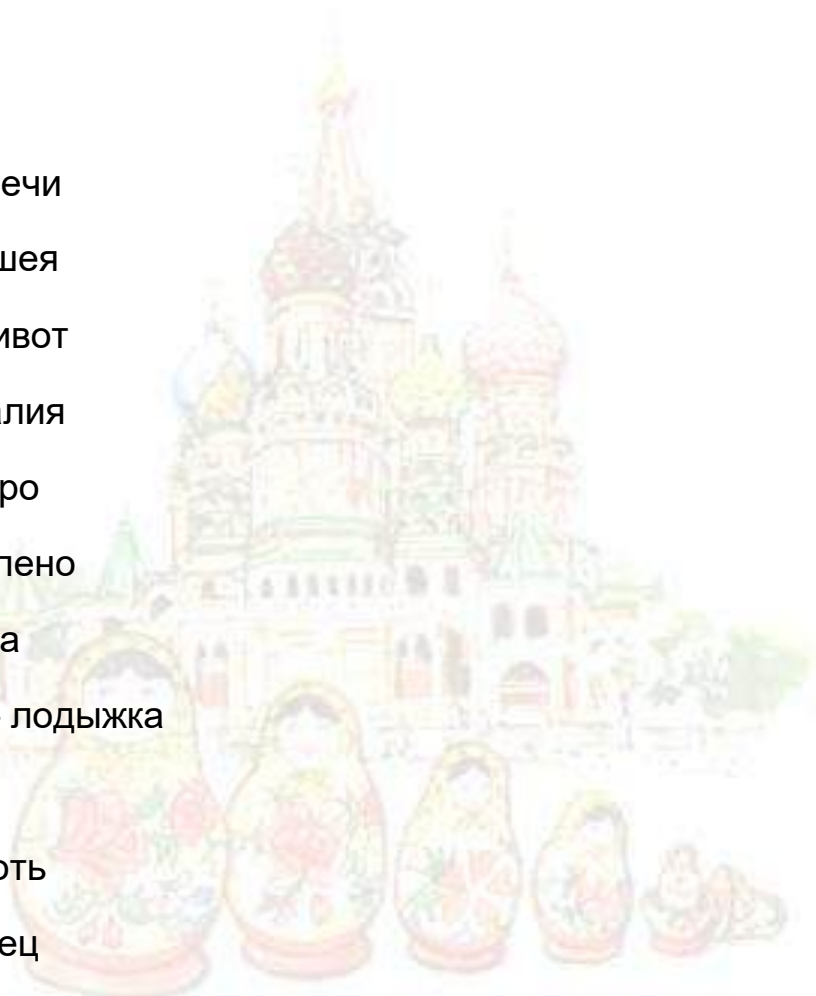 ечи
шея
ивот
алия
ро
лено
а
лодыжка
оть
ец